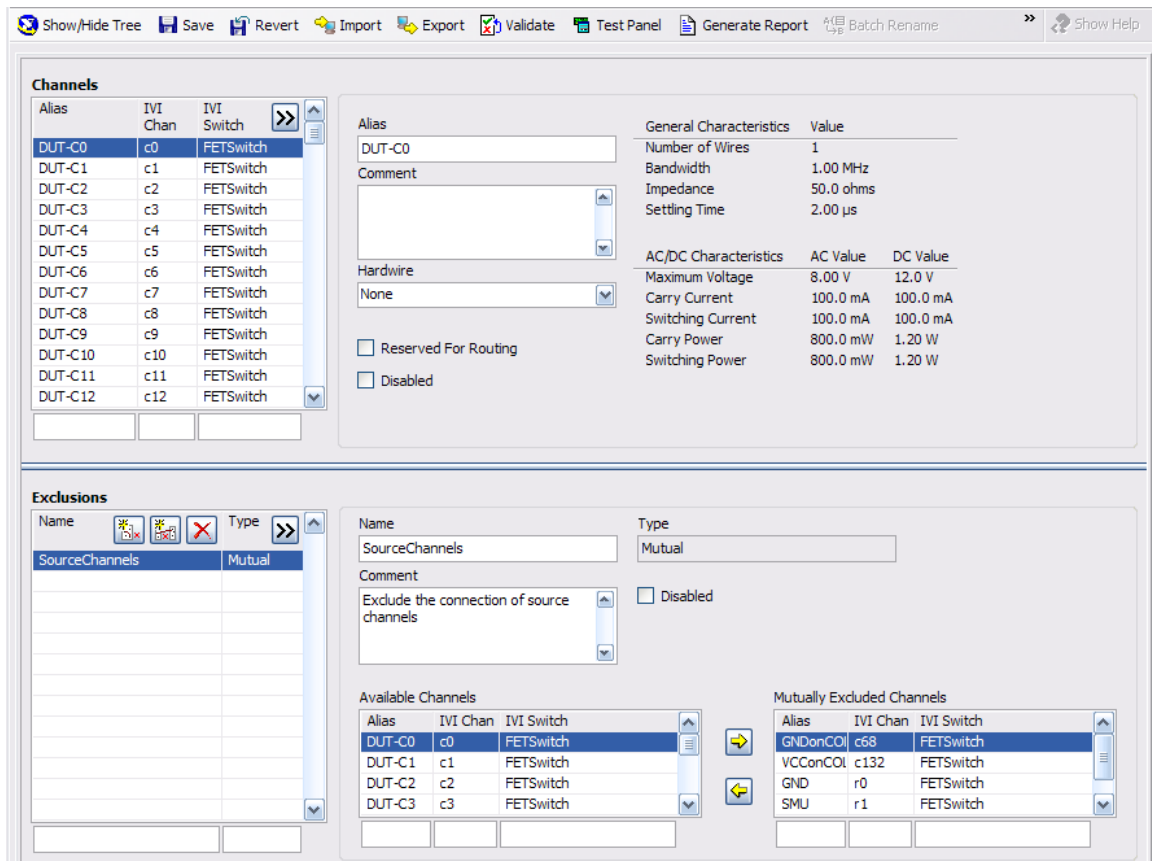 Show/Hide Tree Save Revert Import Export Validate Test Panel Generate Report Batch Rename » Show Help
Channels
Alias IVI Chan IVI Switch >>
DUT-C0 c0 FETSwitch
DUT-C1 c1 FETSwitch
DUT-C2 c2 FETSwitch
DUT-C3 c3 FETSwitch
DUT-C4 c4 FETSwitch
DUT-C5 c5 FETSwitch
DUT-C6 c6 FETSwitch
DUT-C7 c7 FETSwitch
DUT-C8 c8 FETSwitch
DUT-C9 c9 FETSwitch
DUT-C10 c10 FETSwitch
DUT-C11 c11 FETSwitch
DUT-C12 c12 FETSwitch
Alias
DUT-C0
Comment
Hardwire
None
Reserved For Routing
Disabled
General Characteristics Value
Number of Wires 1
Bandwidth 1.00 MHz
Impedance 50.0 ohms
Settling Time 2.00 µs
AC/DC Characteristics AC Value DC Value
Maximum Voltage 8.00 V 12.0 V
Carry Current 100.0 mA 100.0 mA
Switching Current 100.0 mA 100.0 mA
Carry Power 800.0 mW 1.20 W
Switching Power 800.0 mW 1.20 W
Exclusions
Name Type >>
SourceChannels Mutual
Name
SourceChannels
Type
Mutual
Comment
Exclude the connection of source
channels
Disabled
Available Channels
Alias IVI Chan IVI Switch
DUT-C0 c0 FETSwitch
DUT-C1 c1 FETSwitch
DUT-C2 c2 FETSwitch
DUT-C3 c3 FETSwitch
Mutually Excluded Channels
Alias IVI Chan IVI Switch
GNDonCOl c68 FETSwitch
VCConCOL c132 FETSwitch
GND r0 FETSwitch
SMU r1 FETSwitch